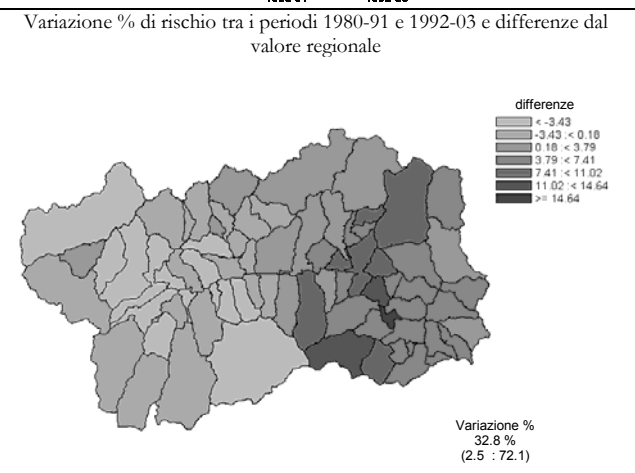 Variazione % di rischio tra i periodi 1980-91 e 1992-03 e differenze dal
valore regionale
differenze
< -3.43
-3.43 :< 0.18
0.18 :< 3.79
3.79 :< 7.41
7.41 :< 11.02
11.02 :< 14.64
>= 14.64
Variazione %
32.8 %
(2.5 : 72.1)